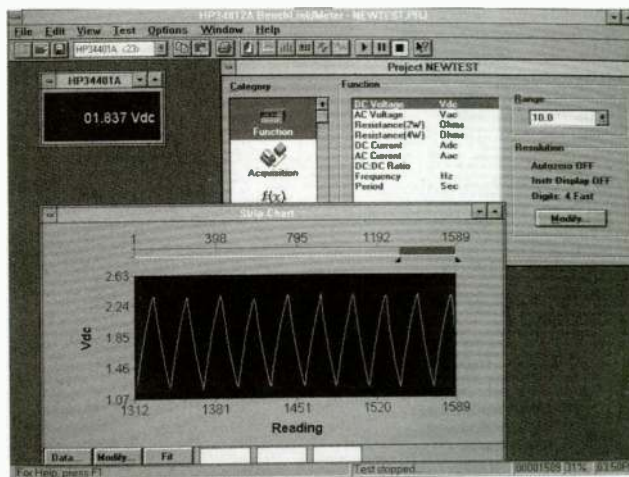 HP34812A BenchLink/Meter - NEWTEST.PRJ
File Edit View Test Options Window Help
HP34401A
HP34401A
01.837 Vdc
Project NEWTEST
Category
Function
Acquisition
f(x)
Function
DC Voltage Vdc
AC Voltage Vac
Resistance(2W) Ohms
Resistance(4W) Ohms
DC Current Adc
AC Current Aac
DC:DC Ratio
Frequency Hz
Period Sec
Range
10.0
Resolution
Autozero OFF
Instr Display OFF
Digits: 4 Fast
Modify...
Strip Chart
1 398 795 1192 1589
2.63
2.24
1.85
1.46
1.07
Vdc
1312 1381 1451 1520 1589
Reading
Data... Modify... Fit
For Help, press F1
Test stopped...
00001589 31%